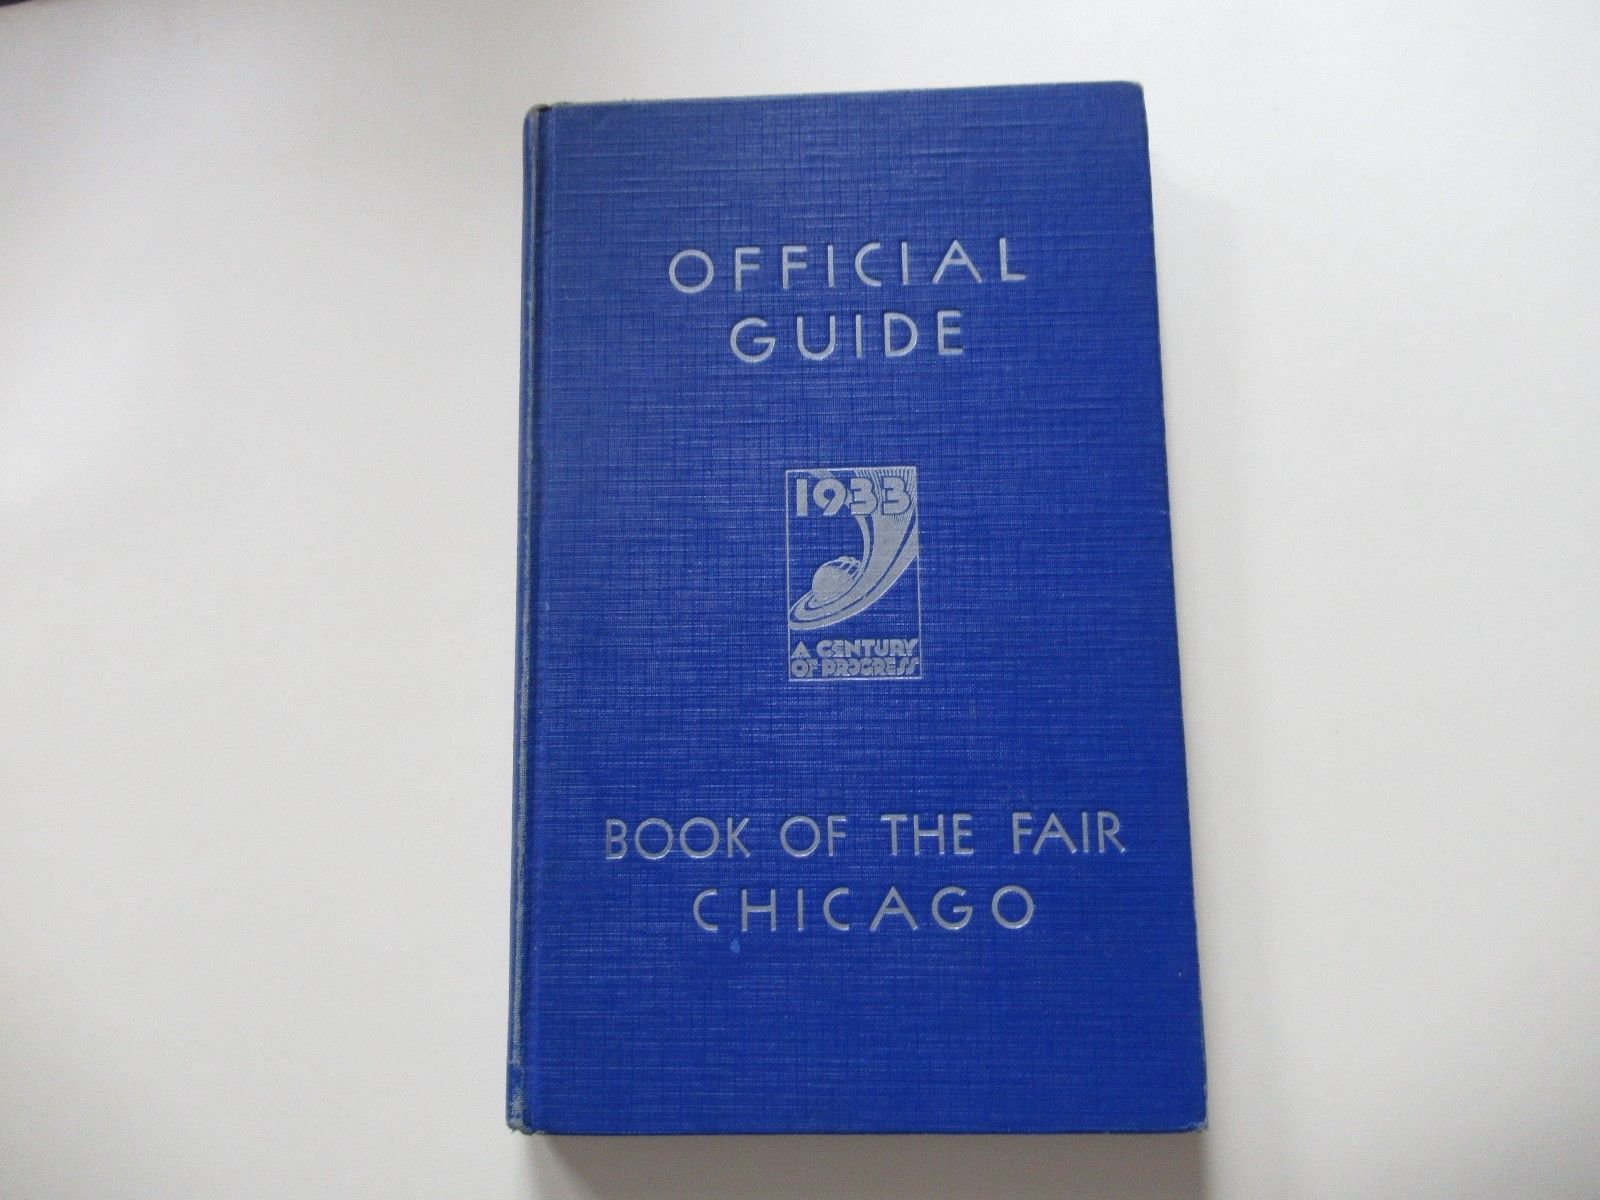 OFFICIAL
GUIDE
1933
A CENTURY
OF PROGRESS
BOOK OF THE FAIR
CHICAGO